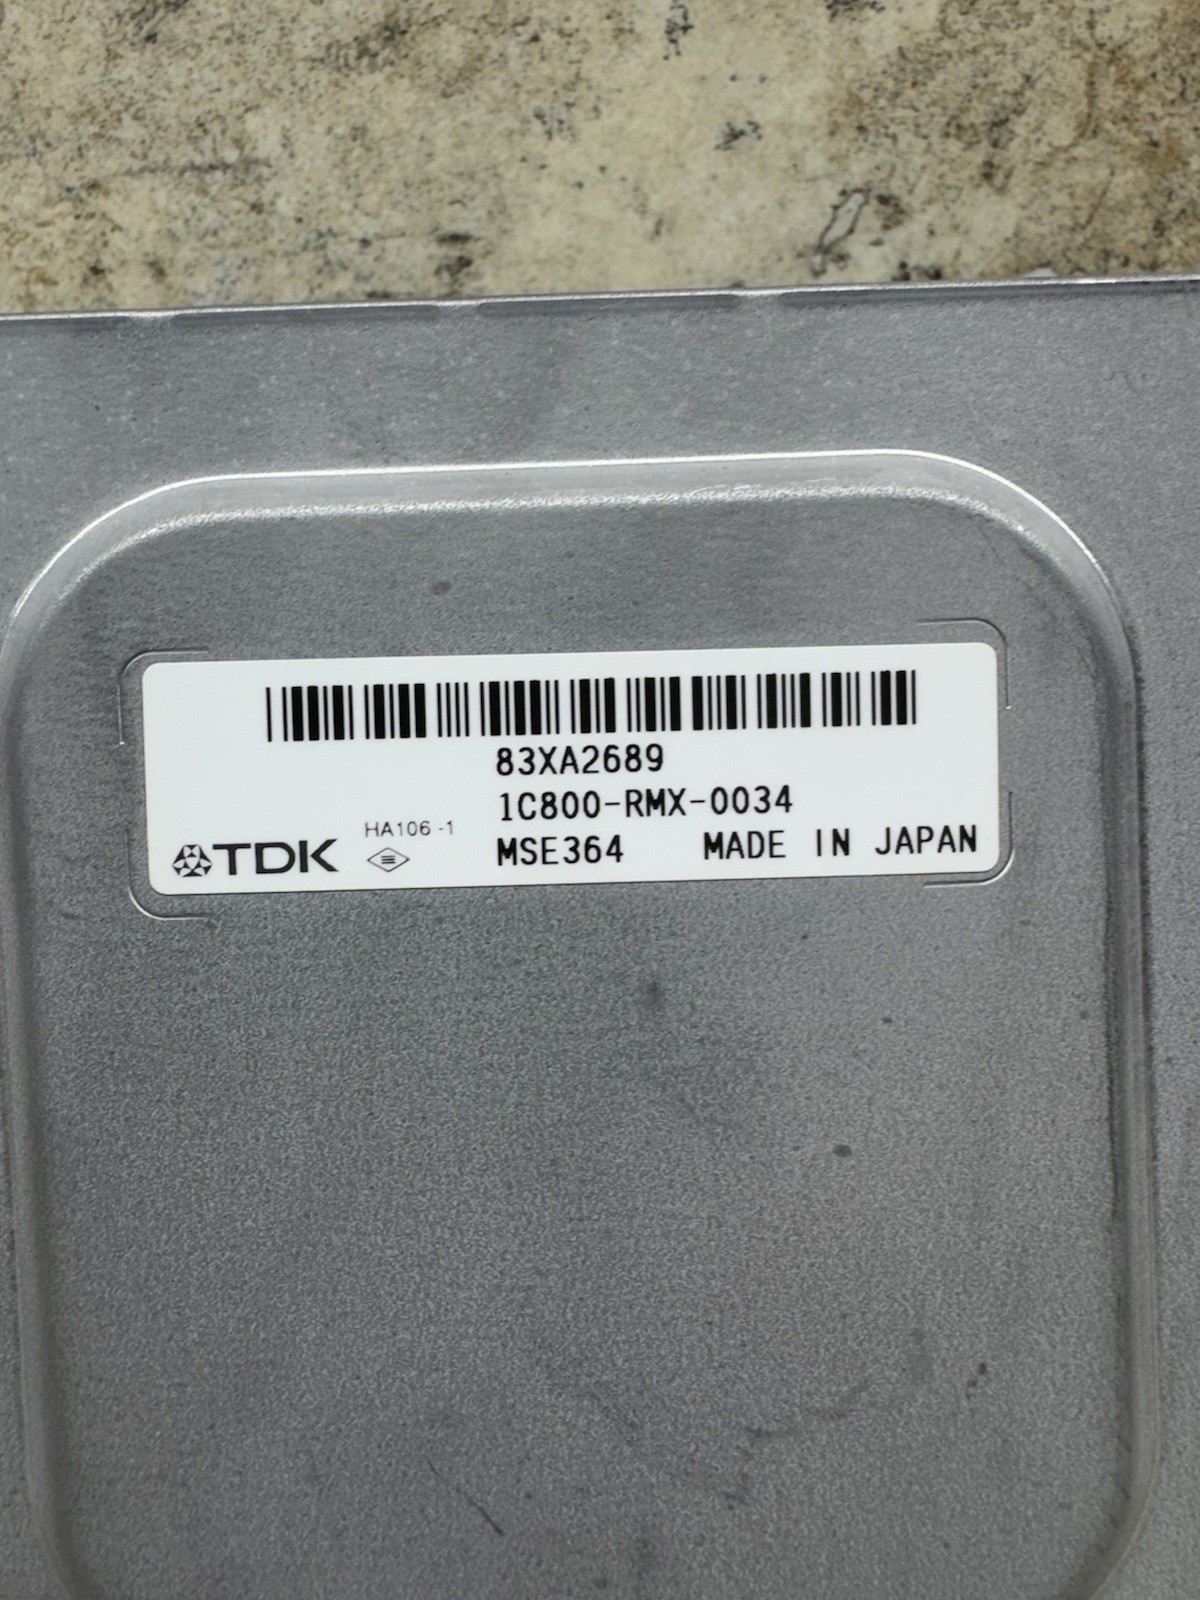 83XA2689
1C800-RMX-0034
HA106-1
TDK MSE364 MADE IN JAPAN